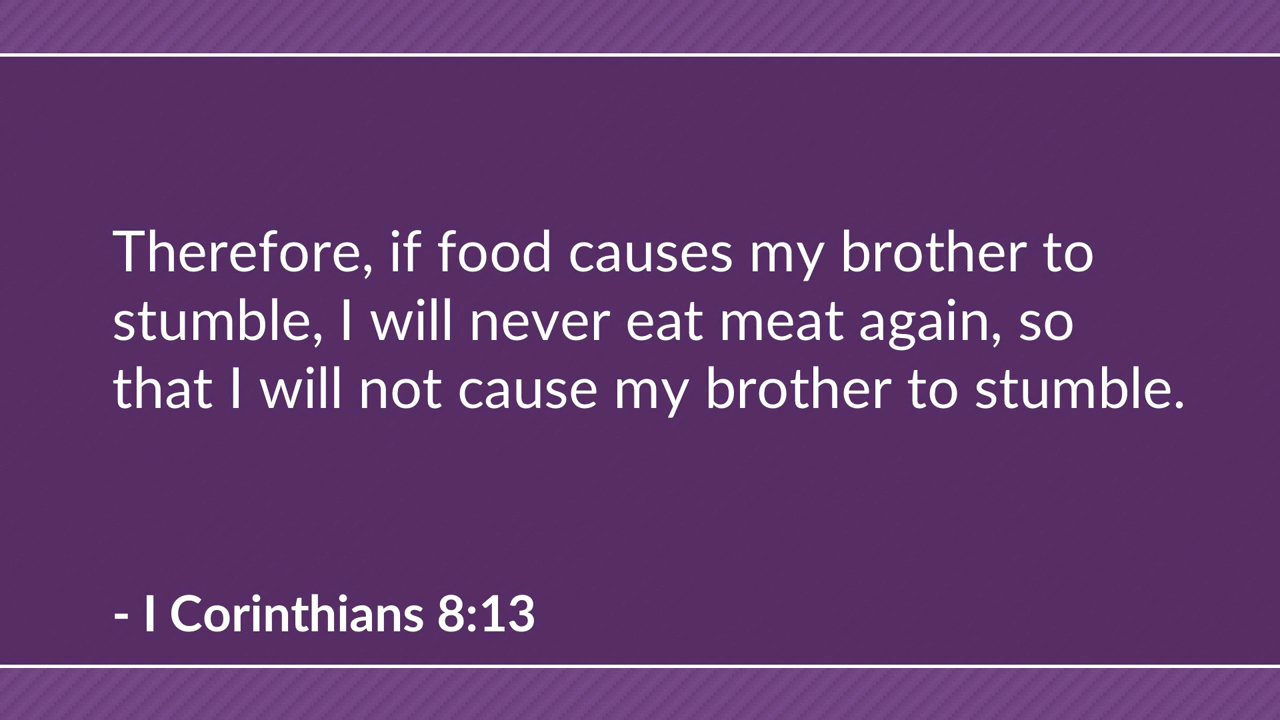 Therefore, if food causes my brother to
stumble, I will never eat meat again, so
that I will not cause my brother to stumble.
- I Corinthians 8:13